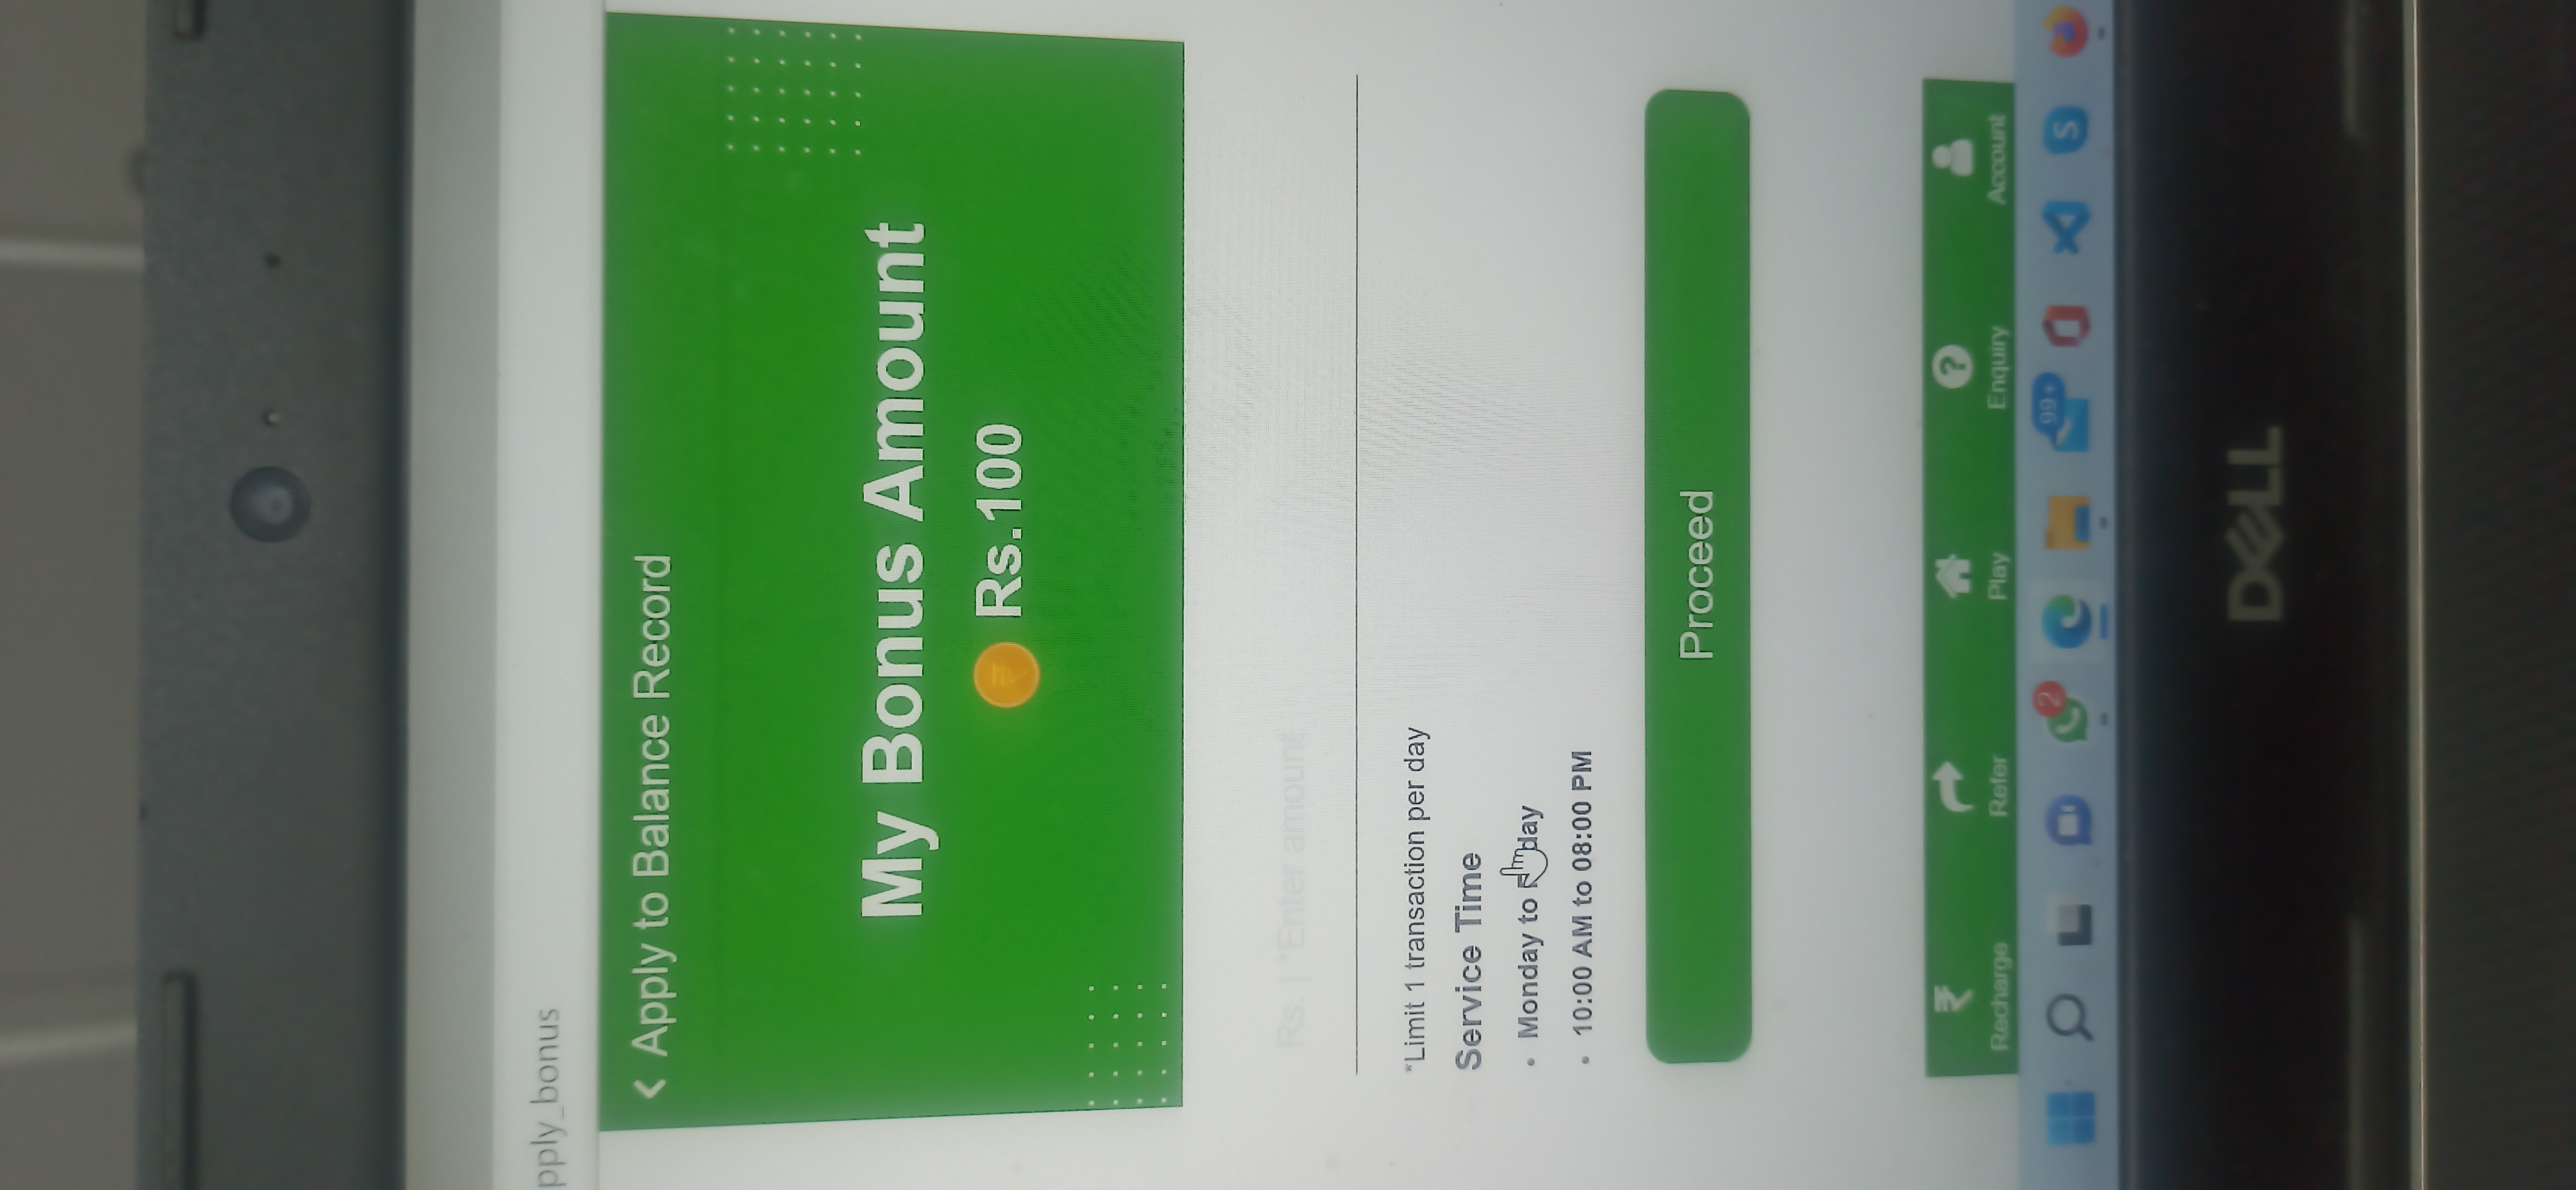 pply_bonus
Apply to Balance Record
My Bonus Amount
Rs.100
Rs. | *Enter amount
*Limit 1 transaction per day
Service Time
• Monday to day
• 10:00 AM to 08:00 PM
Proceed
Recharge
Refer
Play
Enquiry
Account
2
99+
DELL